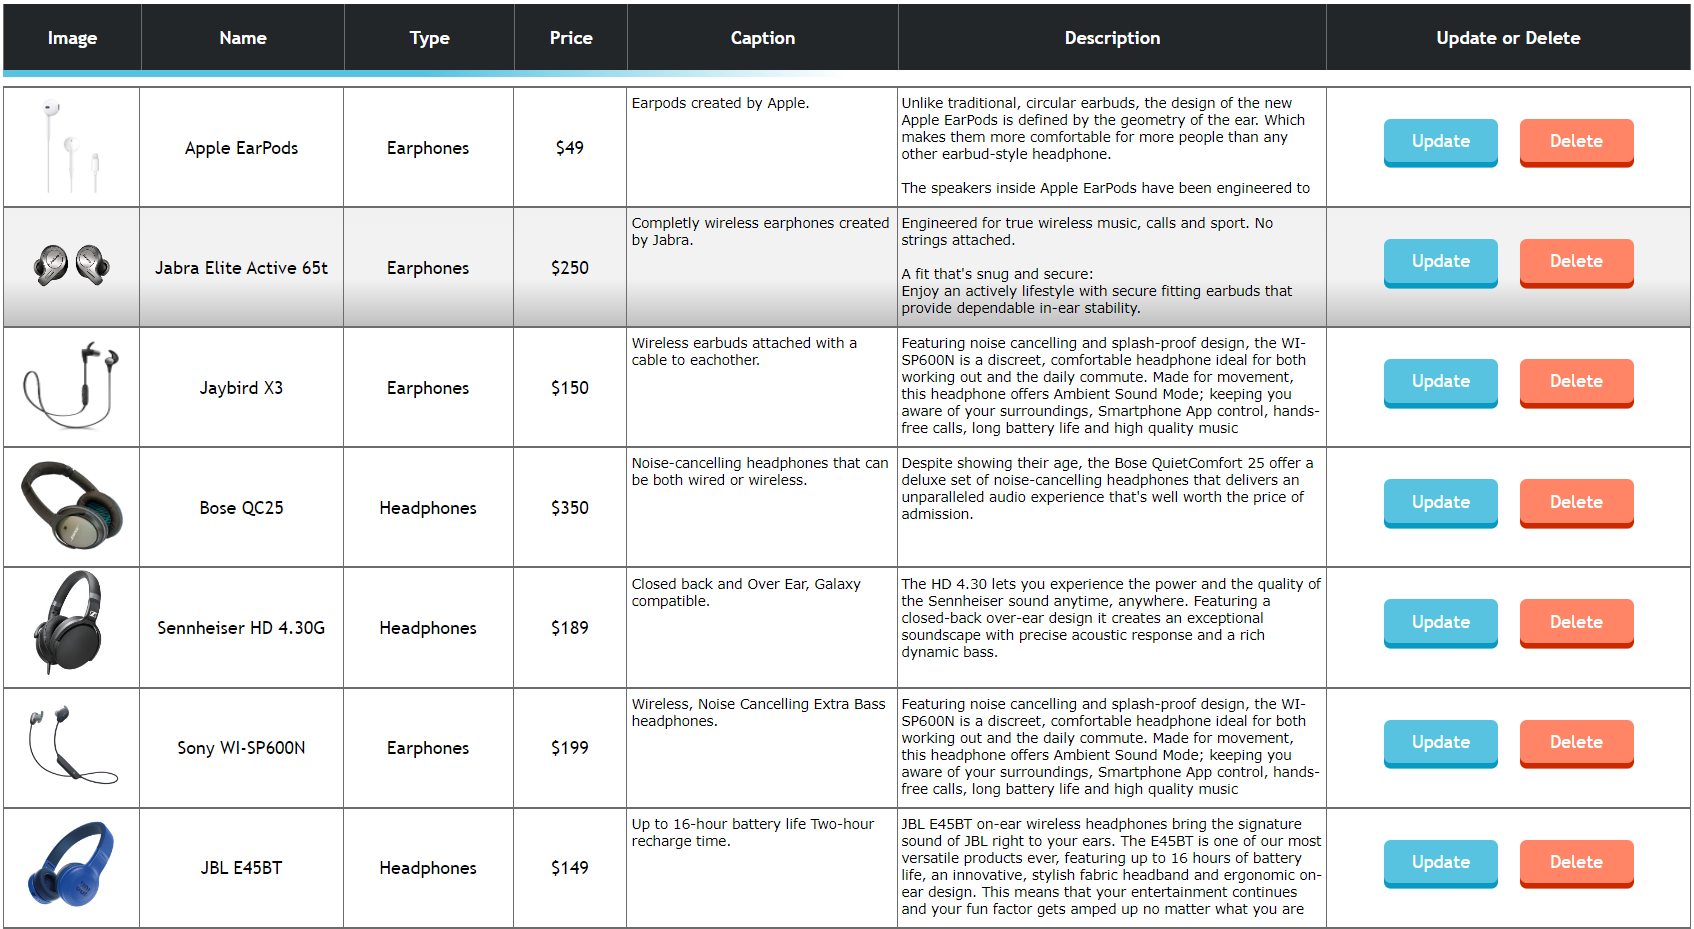 Image Name Type Price Caption Description Update or Delete
Apple EarPods Earphones $49
Earpods created by Apple.
Unlike traditional, circular earbuds, the design of the new
Apple EarPods is defined by the geometry of the ear. Which
makes them more comfortable for more people than any
other earbud-style headphone.
The speakers inside Apple EarPods have been engineered to
Update Delete
Jabra Elite Active 65t Earphones $250
Completly wireless earphones created
by Jabra.
Engineered for true wireless music, calls and sport. No
strings attached.
A fit that's snug and secure:
Enjoy an actively lifestyle with secure fitting earbuds that
provide dependable in-ear stability.
Update Delete
Jaybird X3 Earphones $150
Wireless earbuds attached with a
cable to eachother.
Featuring noise cancelling and splash-proof design, the WI-
SP600N is a discreet, comfortable headphone ideal for both
working out and the daily commute. Made for movement,
this headphone offers Ambient Sound Mode; keeping you
aware of your surroundings, Smartphone App control, hands-
free calls, long battery life and high quality music
Update Delete
Bose QC25 Headphones $350
Noise-cancelling headphones that can
be both wired or wireless.
Despite showing their age, the Bose QuietComfort 25 offer a
deluxe set of noise-cancelling headphones that delivers an
unparalleled audio experience that's well worth the price of
admission.
Update Delete
Sennheiser HD 4.30G Headphones $189
Closed back and Over Ear, Galaxy
compatible.
The HD 4.30 lets you experience the power and the quality of
the Sennheiser sound anytime, anywhere. Featuring a
closed-back over-ear design it creates an exceptional
soundscape with precise acoustic response and a rich
dynamic bass.
Update Delete
Sony WI-SP600N Earphones $199
Wireless, Noise Cancelling Extra Bass
headphones.
Featuring noise cancelling and splash-proof design, the WI-
SP600N is a discreet, comfortable headphone ideal for both
working out and the daily commute. Made for movement,
this headphone offers Ambient Sound Mode; keeping you
aware of your surroundings, Smartphone App control, hands-
free calls, long battery life and high quality music
Update Delete
JBL E45BT Headphones $149
Up to 16-hour battery life Two-hour
recharge time.
JBL E45BT on-ear wireless headphones bring the signature
sound of JBL right to your ears. The E45BT is one of our most
versatile products ever, featuring up to 16 hours of battery
life, an innovative, stylish fabric headband and ergonomic on-
ear design. This means that your entertainment continues
and your fun factor gets amped up no matter what you are
Update Delete